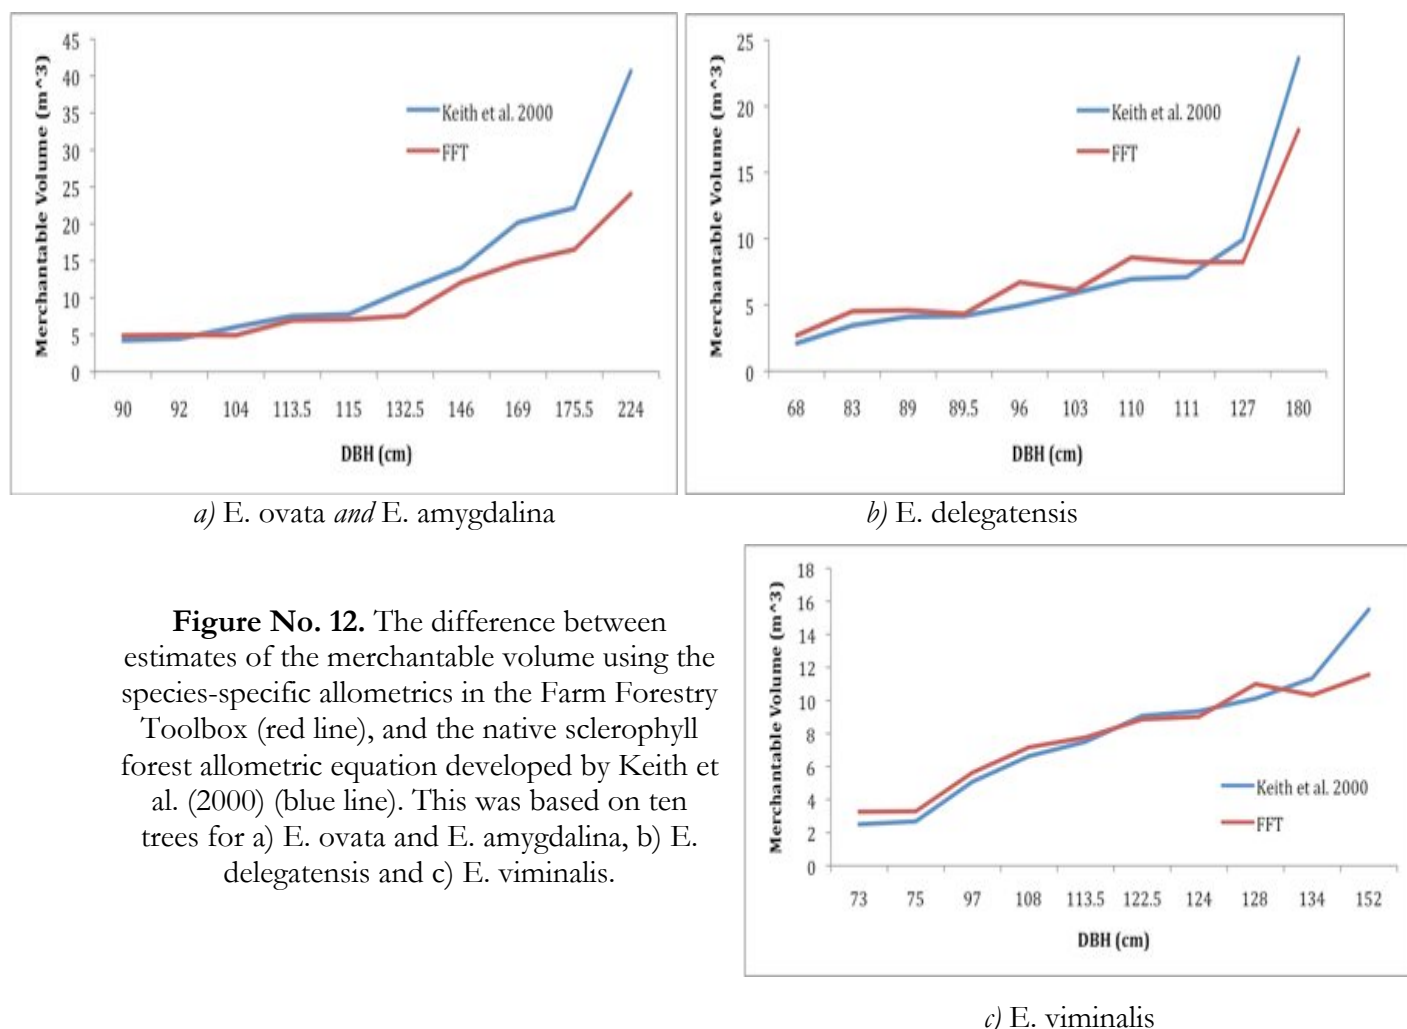 45
40
35
30
25
20
15
10
5
0
Merchantable Volume (m^3)
Keith et al. 2000
FFT
90 92 104 113.5 115 132.5 146 169 175.5 224
DBH (cm)
a) E. ovata and E. amygdalina
25
20
15
10
5
0
Merchantable Volume (m^3)
Keith et al. 2000
FFT
68 83 89 89.5 96 103 110 111 127 180
DBH (cm)
b) E. delegatensis
Figure No. 12. The difference between
estimates of the merchantable volume using the
species-specific allometrics in the Farm Forestry
Toolbox (red line), and the native sclerophyll
forest allometric equation developed by Keith et
al. (2000) (blue line). This was based on ten
trees for a) E. ovata and E. amygdalina, b) E.
delegatensis and c) E. viminalis.
18
16
14
12
10
8
6
4
2
0
Merchantable Volume (m^3)
Keith et al. 2000
FFT
73 75 97 108 113.5 122.5 124 128 134 152
DBH (cm)
c) E. viminalis